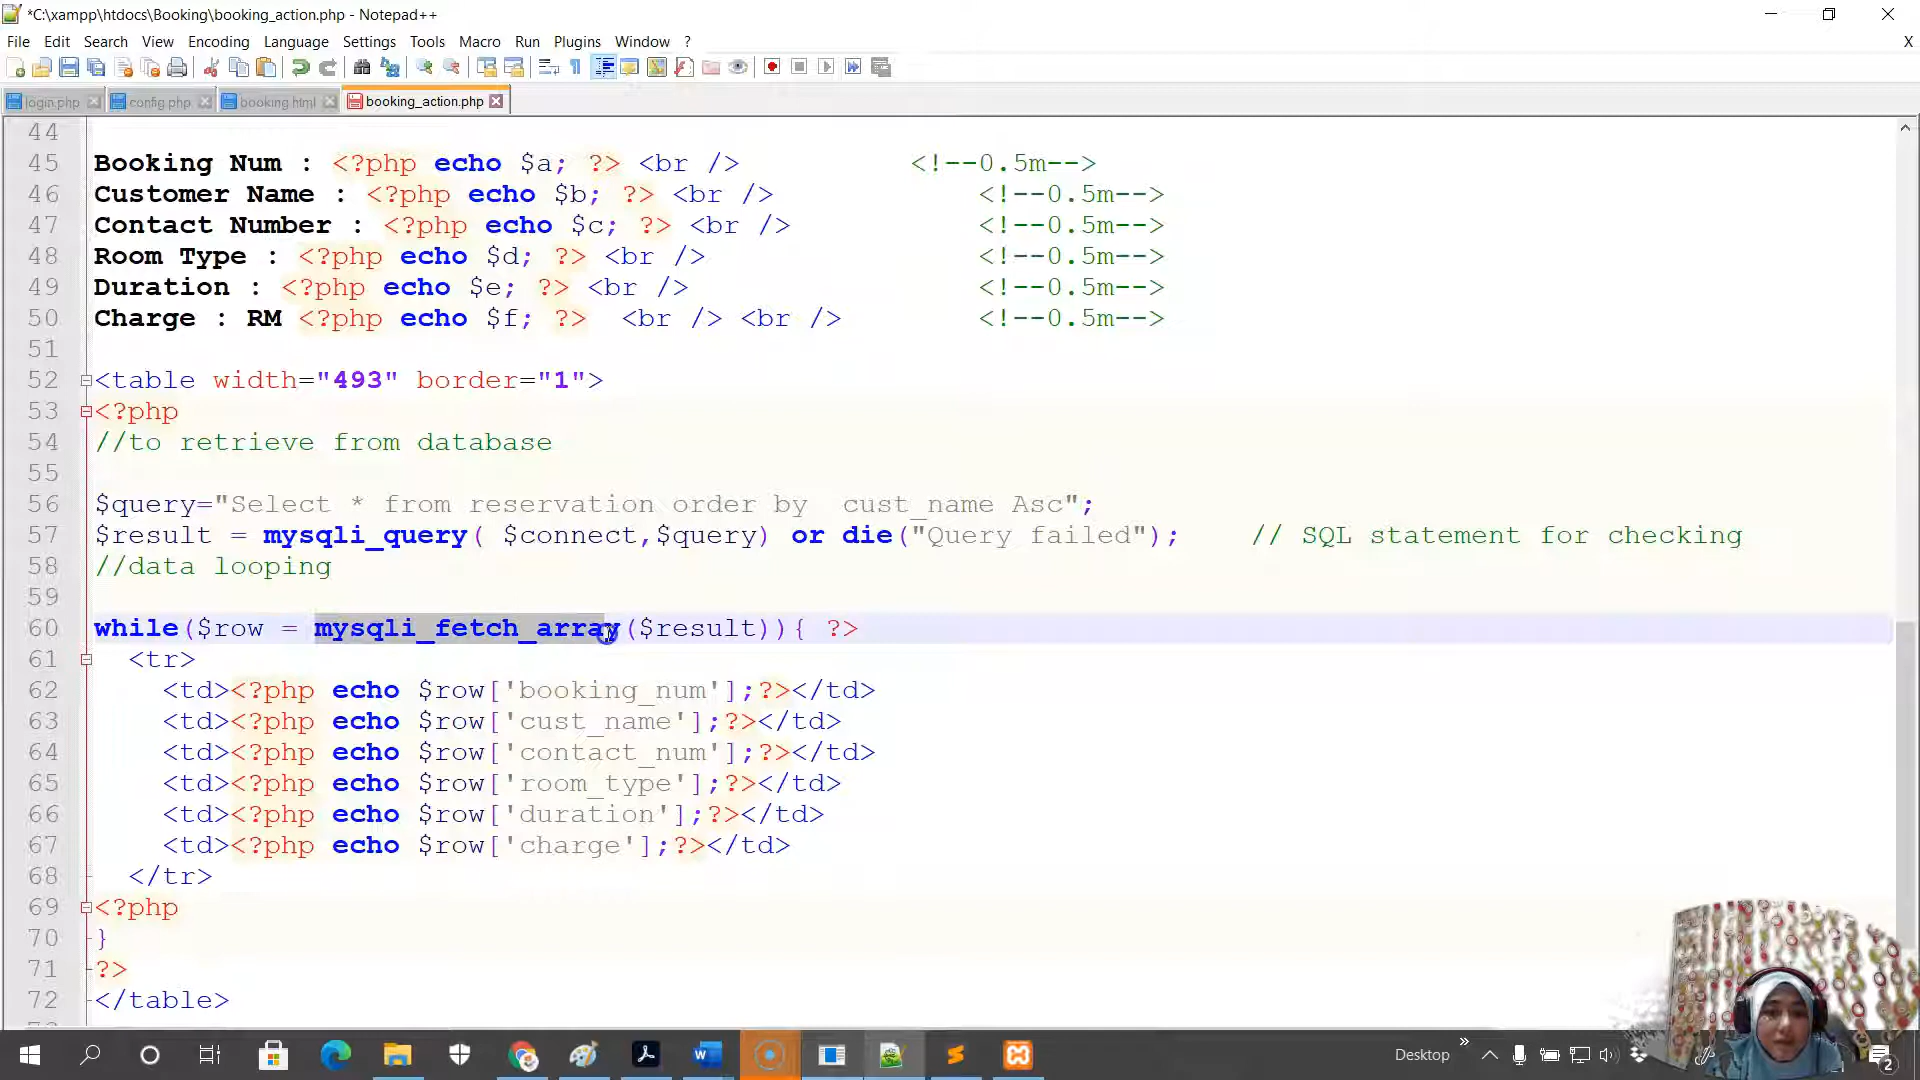 *C:\xampp\htdocs\Booking\booking_action.php - Notepad++
File Edit Search View Encoding Language Settings Tools Macro Run Plugins Window ? X
login.php config.php booking.html booking_action.php
44
45 Booking Num : <?php echo $a; ?> <br /> <!--0.5m-->
46 Customer Name : <?php echo $b; ?> <br /> <!--0.5m-->
47 Contact Number : <?php echo $c; ?> <br /> <!--0.5m-->
48 Room Type : <?php echo $d; ?> <br /> <!--0.5m-->
49 Duration : <?php echo $e; ?> <br /> <!--0.5m-->
50 Charge : RM <?php echo $f; ?> <br /> <br /> <!--0.5m-->
51
52 <table width="493" border="1">
53 <?php
54 //to retrieve from database
55
56 $query="Select * from reservation order by cust_name Asc";
57 $result = mysqli_query( $connect,$query) or die("Query failed"); // SQL statement for checking
58 //data looping
59
60 while($row = mysqli_fetch_array($result)){ ?>
61 <tr>
62 <td><?php echo $row['booking_num'];?></td>
63 <td><?php echo $row['cust_name'];?></td>
64 <td><?php echo $row['contact_num'];?></td>
65 <td><?php echo $row['room_type'];?></td>
66 <td><?php echo $row['duration'];?></td>
67 <td><?php echo $row['charge'];?></td>
68 </tr>
69 <?php
70 }
71 ?>
72 </table>
Desktop
2